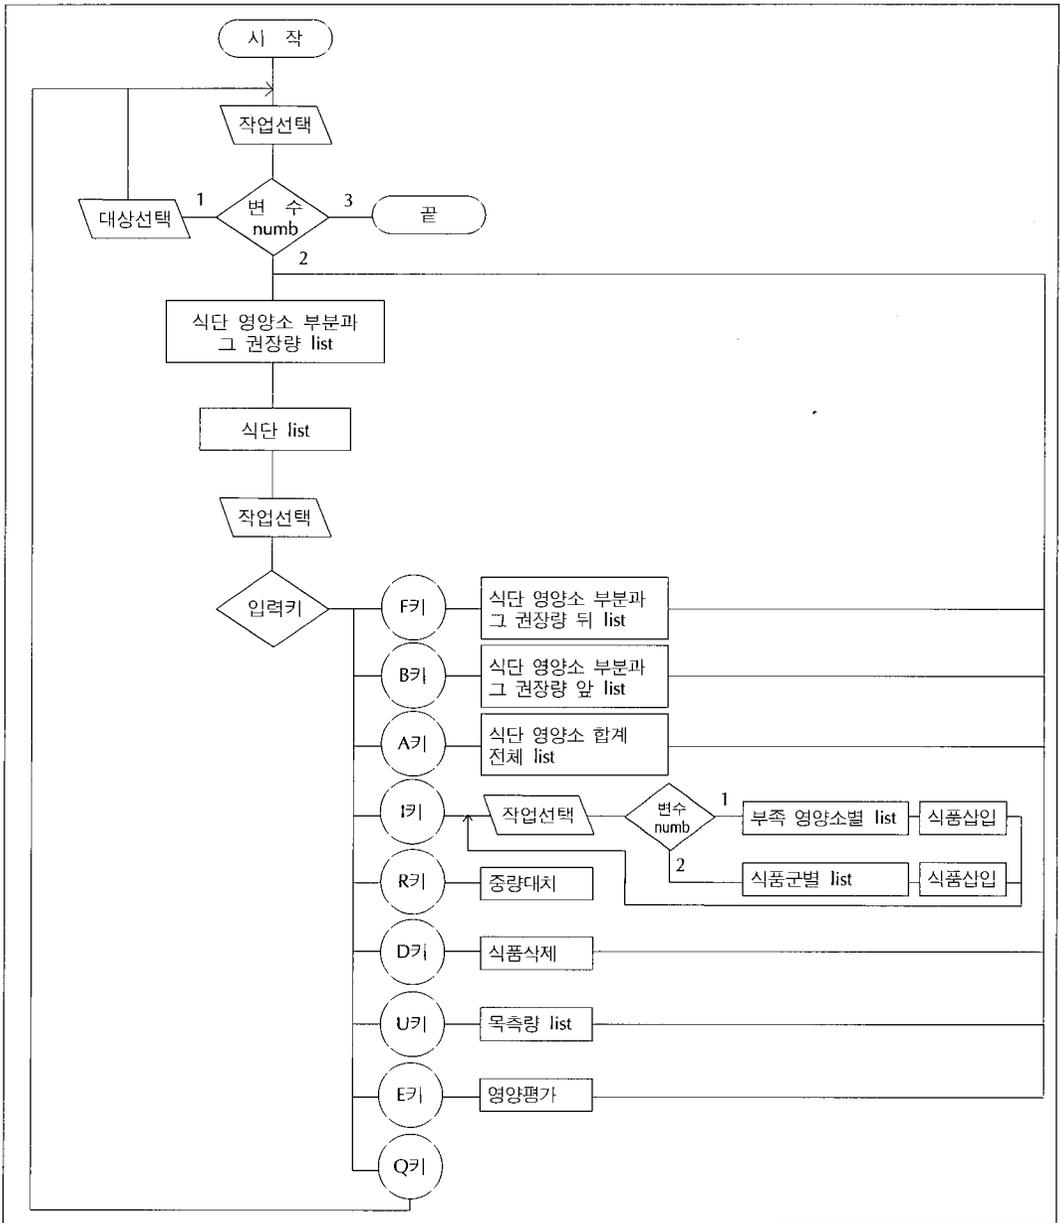 시 작
작업선택
대상선택
1
변 수
numb
3
끝
2
식단 영양소 부분과
그 권장량 list
식단 list
작업선택
입력키
F키
식단 영양소 부분과
그 권장량 뒤 list
B키
식단 영양소 부분과
그 권장량 앞 list
A키
식단 영양소 합계
전체 list
I키
작업선택
변수
numb
1
부족 영양소별 list
식품삽입
2
식품군별 list
식품삽입
R키
중량대치
D키
식품삭제
U키
목측량 list
E키
영양평가
Q키